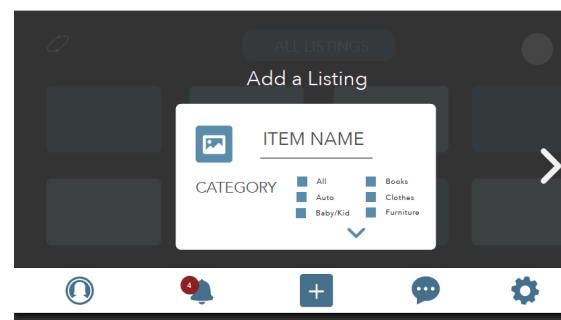 ALL LISTINGS
Add a Listing
ITEM NAME
CATEGORY
All
Books
Auto
Clothes
Baby/Kid
Furniture
4